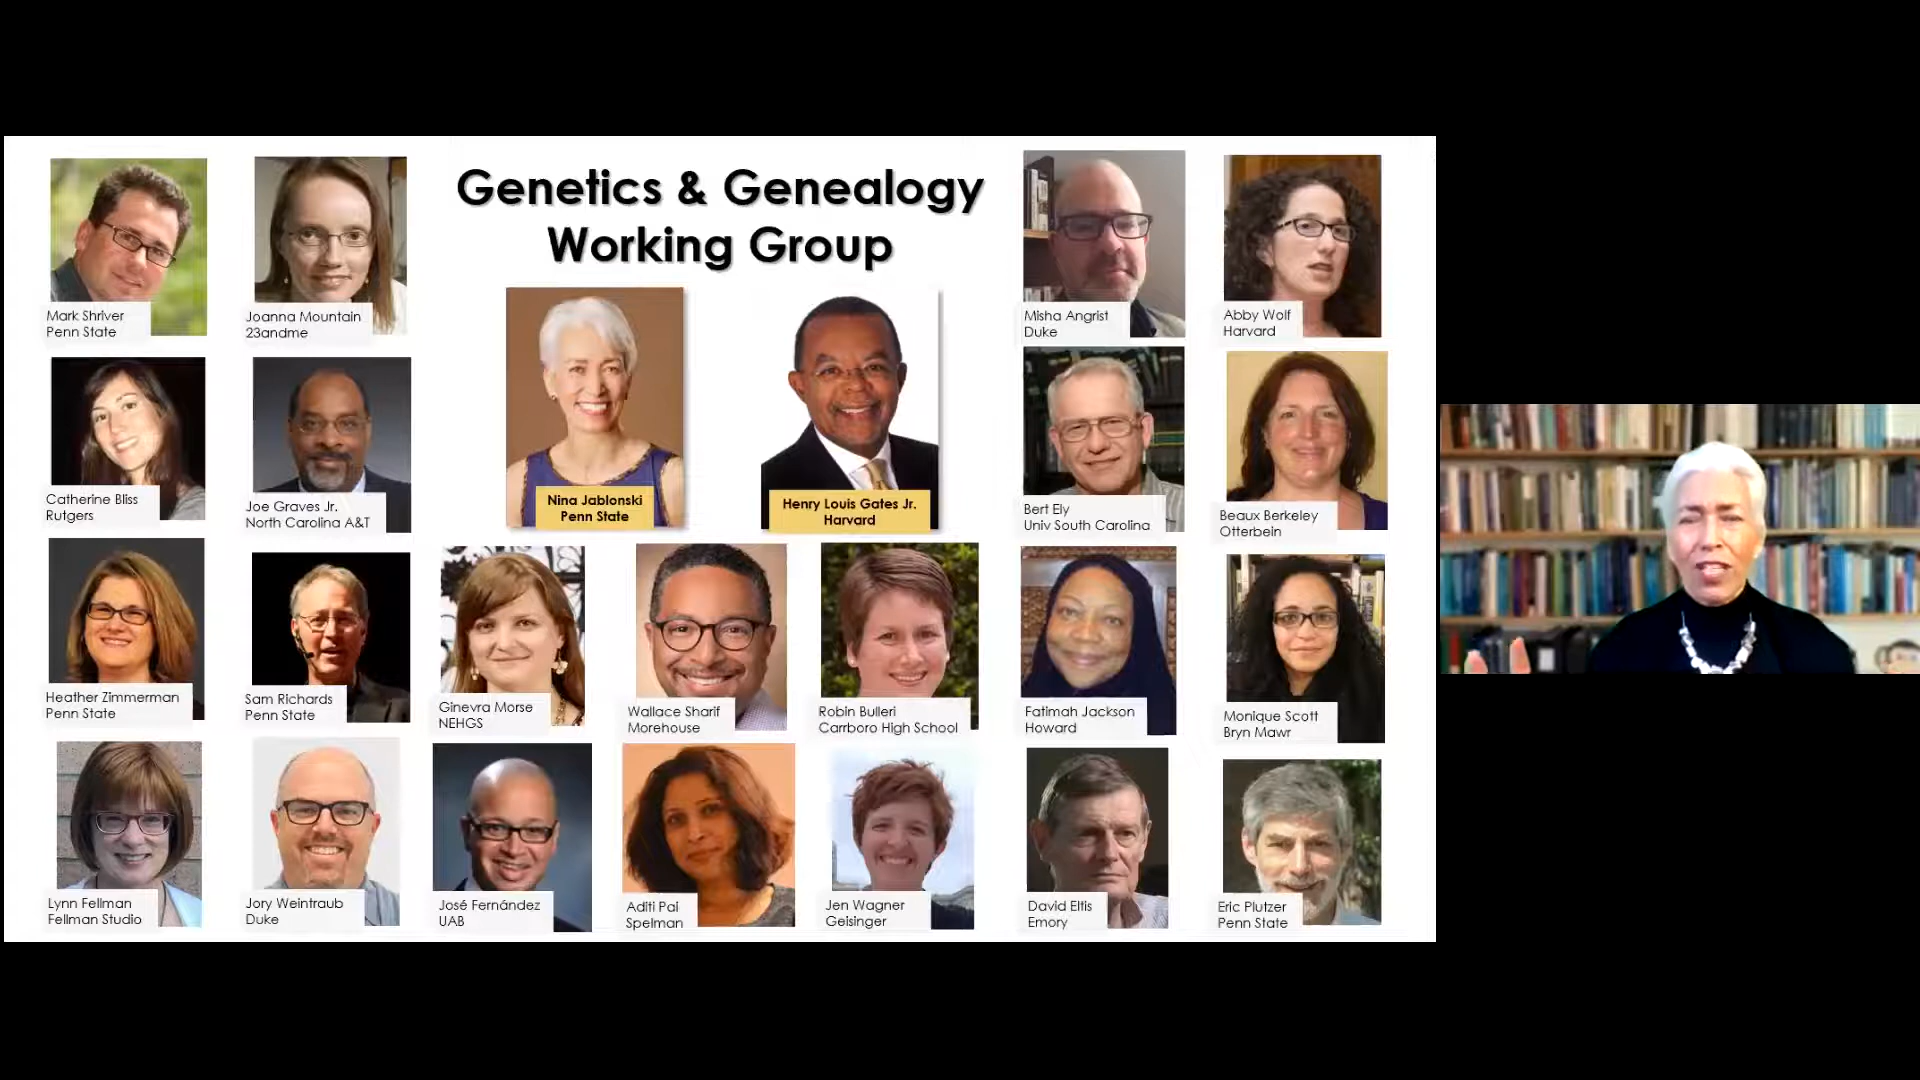 Genetics & Genealogy
Working Group
Mark Shriver
Penn State
Joanna Mountain
23andme
Misha Angrist
Duke
Abby Wolf
Harvard
Catherine Bliss
Rutgers
Joe Graves Jr.
North Carolina A&T
Nina Jablonski
Penn State
Henry Louis Gates Jr.
Harvard
Bert Ely
Univ South Carolina
Beaux Berkeley
Otterbein
Heather Zimmerman
Penn State
Sam Richards
Penn State
Ginevra Morse
NEHGS
Wallace Sharif
Morehouse
Robin Bulleri
Carrboro High School
Fatimah Jackson
Howard
Monique Scott
Bryn Mawr
Lynn Fellman
Fellman Studio
Jory Weintraub
Duke
José Fernández
UAB
Aditi Pai
Spelman
Jen Wagner
Geisinger
David Eltis
Emory
Eric Plutzer
Penn State